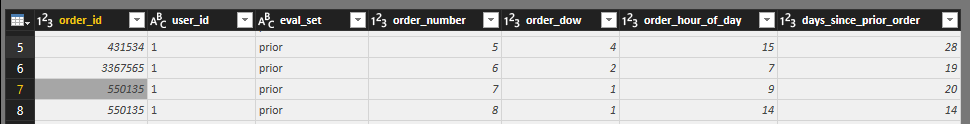 1²3 order_id ABC user_id ABC eval_set 1²3 order_number 1²3 order_dow 1²3 order_hour_of_day 1²3 days_since_prior_order
5 431534 1 prior 5 4 15 28
6 3367565 1 prior 6 2 7 19
7 550135 1 prior 7 1 9 20
8 550135 1 prior 8 1 14 14